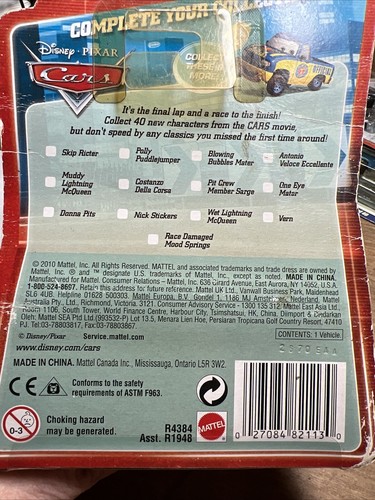 COMPLETE YOUR COLLEC
Disney · PIXAR
Cars
COLLECT
THESE
MORE!
It's the final lap and a race to the finish!
Collect 40 new characters from the CARS movie,
but don't speed by any classics you missed the first time around!
Skip Ricter
Polly
Puddlejumper
Blowing
Bubbles Mater
Antonio
Veloce Eccellente
Muddy
Lightning
McQueen
Costanzo
Della Corsa
Pit Crew
Member Sarge
One Eye
Mator
Donna Pits
Nick Stickers
Wet Lightning
McQueen
Vern
Race Damaged
Mood Springs
© 2010 Mattel, Inc. All Rights Reserved. MATTEL and associated trademarks and trade dress are owned by
Mattel, Inc. ® and ™ designate U.S. trademarks of Mattel, Inc., except as noted. MADE IN CHINA.
Manufactured for Mattel. Consumer Relations – Mattel, Inc. 636 Girard Avenue, East Aurora, NY 14052, U.S.A.
1-800-524-8697. Retain this address for future reference. Mattel UK Ltd., Vanwall Business Park, Maidenhead
SL6 4UB. Helpline 01628 500303. Mattel Europa, B.V. Gondel 1, 1186 MJ Amstelveen, Nederland. Mattel
Australia Pty. Ltd., Richmond, Victoria. 3121. Consumer Advisory Service - 1300 135 312. Mattel East Asia Ltd.,
Room 1106, South Tower, World Finance Centre, Harbour City, Tsimshatsui, HK, China. Diimport & Diedarkan
SEA Ltd.(993532-P) Lot 13.5, Menara Lien Hoe, Persiaran Tropicana Golf Country Resort, 47410
PJ. Tel:03-78803817, Fax:03-78803867.
© Disney/Pixar Service.mattel.com
CONTENTS: 1 Vehicle.
www.disney.com/cars
MADE IN CHINA. Mattel Canada Inc., Mississauga, Ontario L5R 3W2.
CE
Conforms to the safety
requirements of ASTM F963.
0-3
Choking hazard
may be generated.
R4384
Asst. R1948
MATTEL
0 27084 82113 0